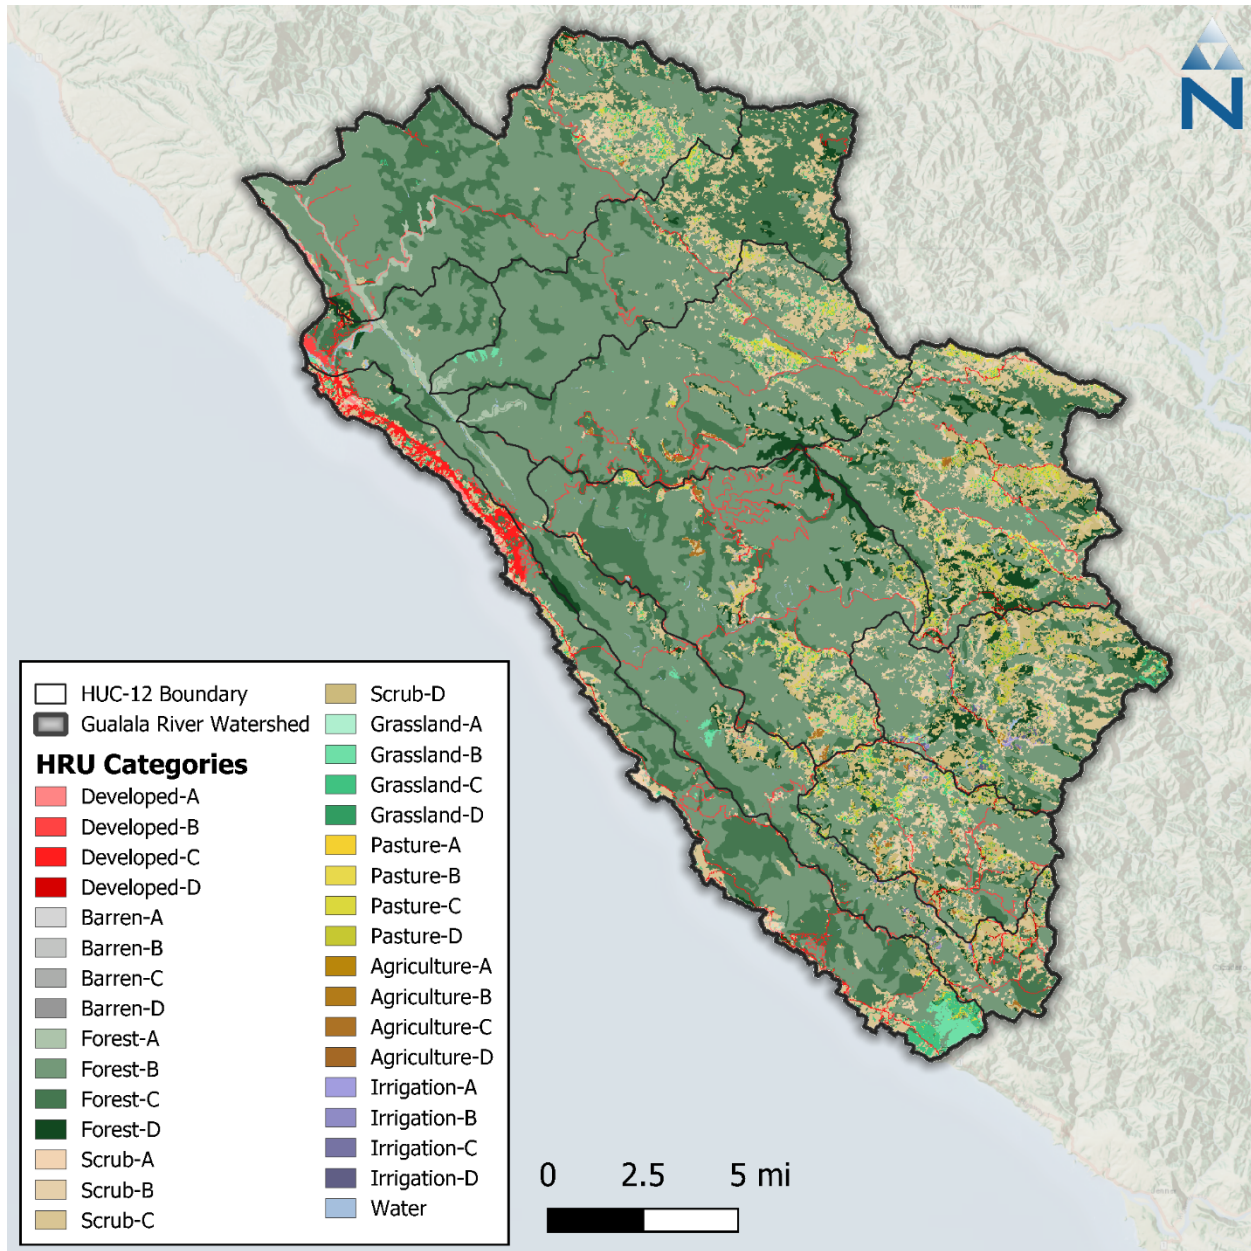 N
HUC-12 Boundary
Gualala River Watershed
HRU Categories
Developed-A
Developed-B
Developed-C
Developed-D
Barren-A
Barren-B
Barren-C
Barren-D
Forest-A
Forest-B
Forest-C
Forest-D
Scrub-A
Scrub-B
Scrub-C
Scrub-D
Grassland-A
Grassland-B
Grassland-C
Grassland-D
Pasture-A
Pasture-B
Pasture-C
Pasture-D
Agriculture-A
Agriculture-B
Agriculture-C
Agriculture-D
Irrigation-A
Irrigation-B
Irrigation-C
Irrigation-D
Water
0 2.5 5 mi